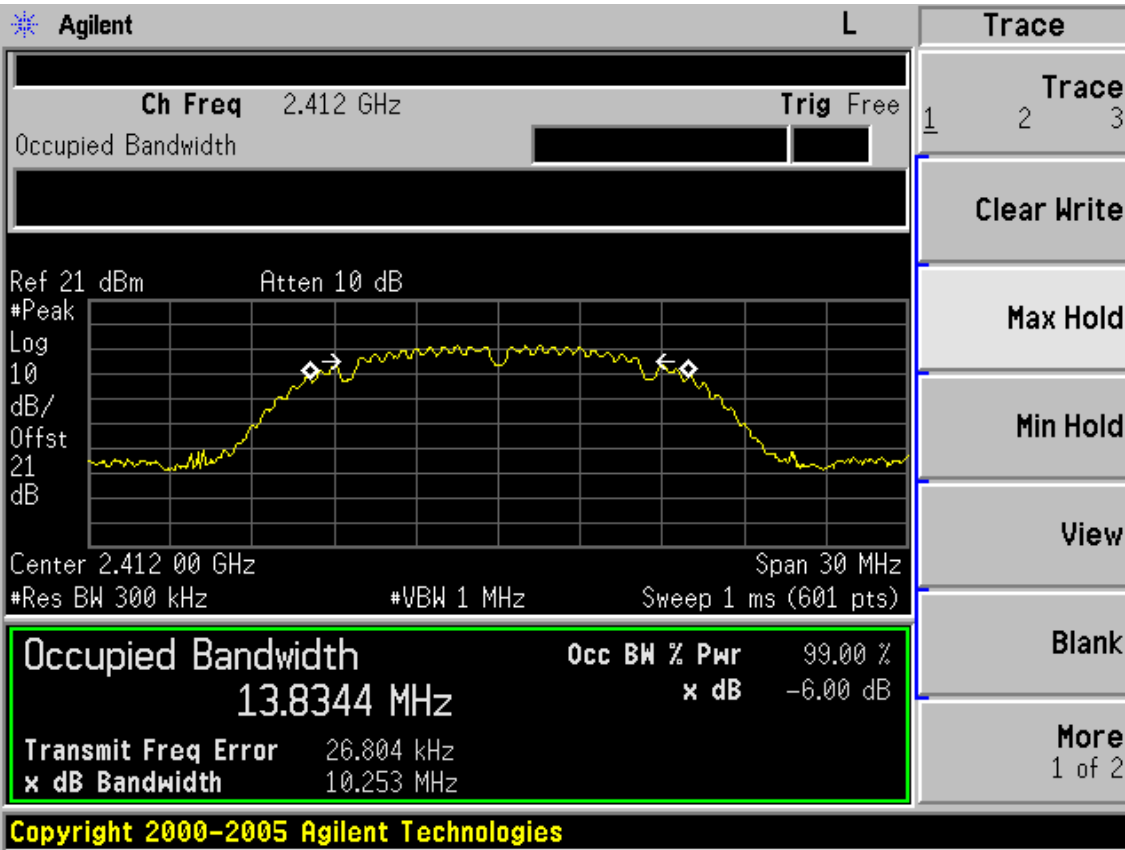 Agilent L Trace
Ch Freq 2.412 GHz Trig Free
Occupied Bandwidth
Trace
1 2 3
Clear Write
Max Hold
Min Hold
View
Blank
More
1 of 2
Ref 21 dBm Atten 10 dB
#Peak
Log
10
dB/
Offst
21
dB
Center 2.412 00 GHz Span 30 MHz
#Res BW 300 kHz #VBW 1 MHz Sweep 1 ms (601 pts)
Occupied Bandwidth Occ BW % Pwr 99.00 %
13.8344 MHz x dB -6.00 dB
Transmit Freq Error 26.804 kHz
x dB Bandwidth 10.253 MHz
Copyright 2000-2005 Agilent Technologies